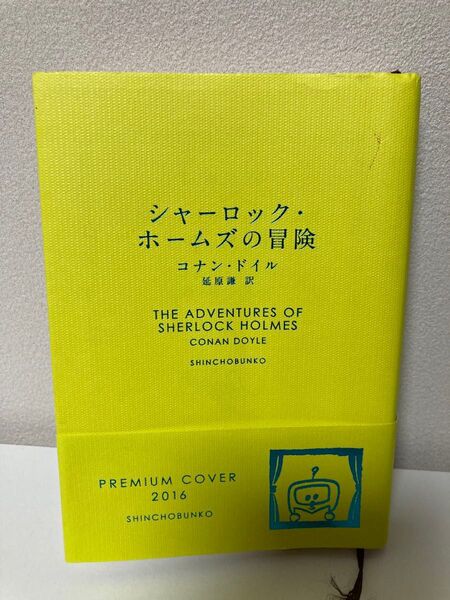 シャーロック・
ホームズの冒険
コナン・ドイル
延原謙 訳
THE ADVENTURES OF
SHERLOCK HOLMES
CONAN DOYLE
SHINCHOBUNKO
PREMIUM COVER
2016
SHINCHOBUNKO